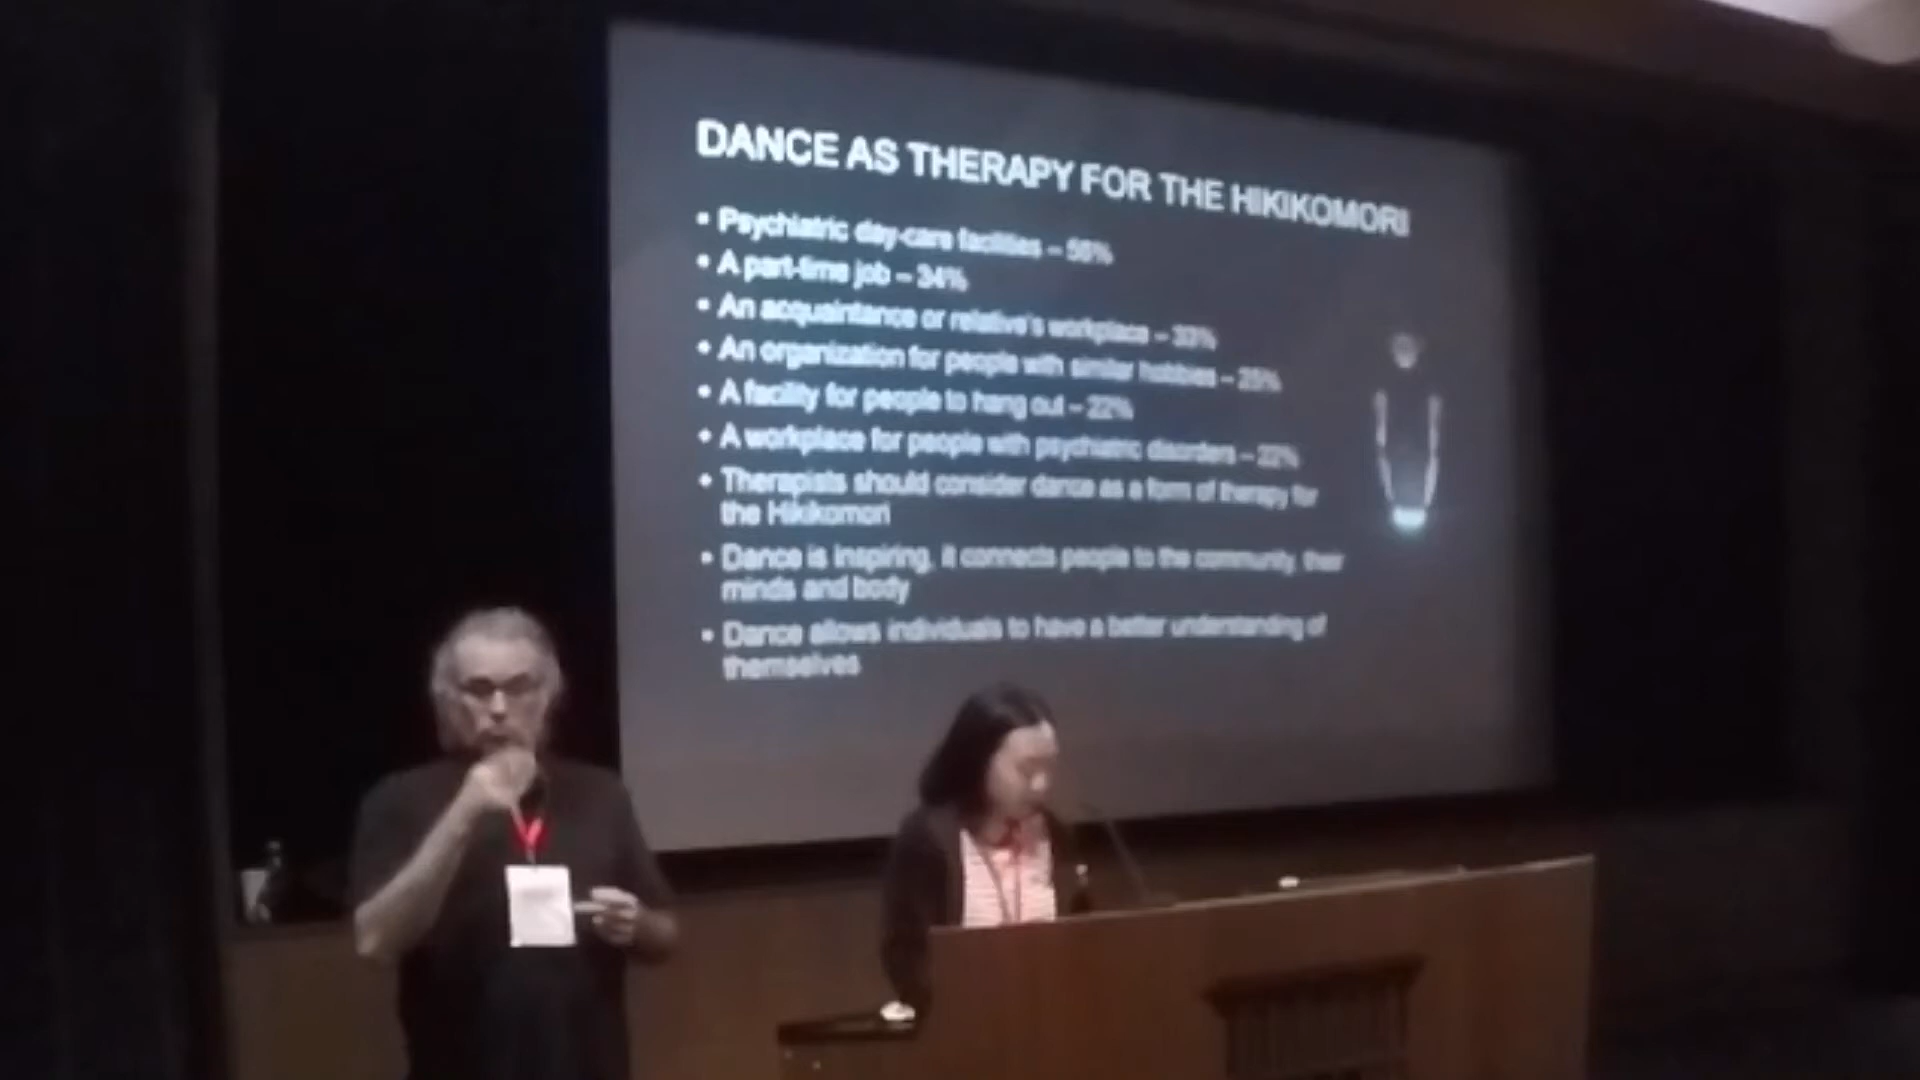 DANCE AS THERAPY FOR THE HIKIKOMORI
• Psychiatric day-care facilities – 58%
• A part-time job – 34%
• An acquaintance or relative's workplace – 33%
• An organization for people with similar hobbies – 25%
• A facility for people to hang out – 22%
• A workplace for people with psychiatric disorders – 22%
• Therapists should consider dance as a form of therapy for
the Hikikomori
• Dance is inspiring, it connects people to the community, their
minds and body
• Dance allows individuals to have a better understanding of
themselves